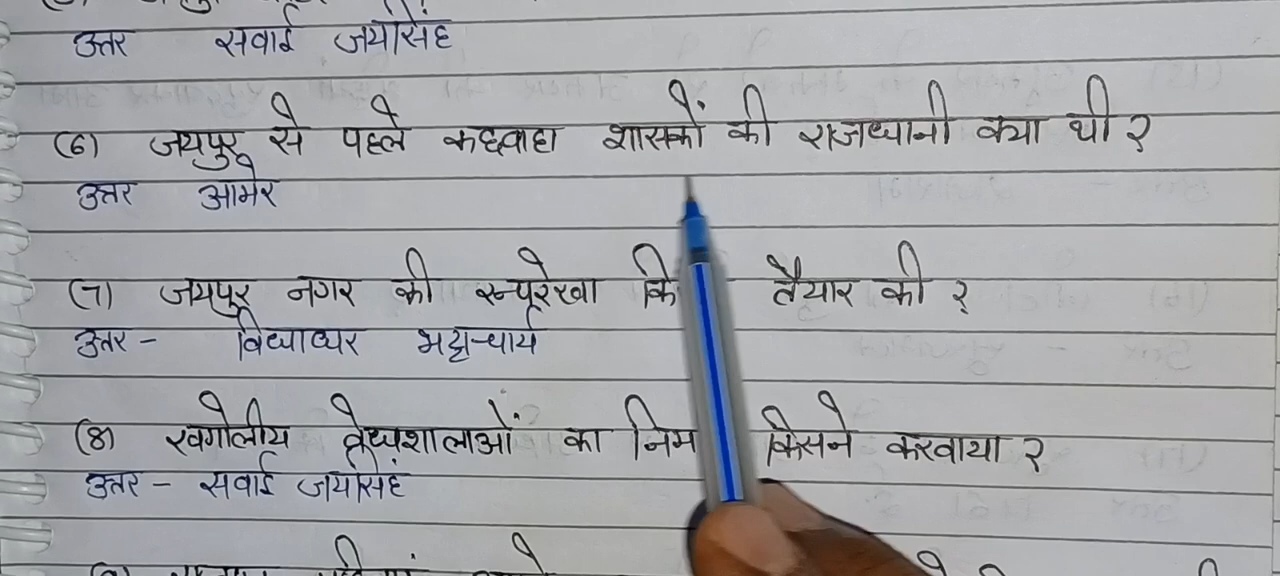 उत्तर सवाई जयसिंह
(6) जयपुर से पहले कछवाहा शासकों की राजधानी क्या थी ?
उत्तर आमेर
(7) जयपुर नगर की रूपरेखा कि तैयार की ?
उत्तर - विद्याधर भट्टाचार्य
(8) खगोलीय वेधशालाओं का निम किसने करवाया ?
उत्तर - सवाई जयसिंह